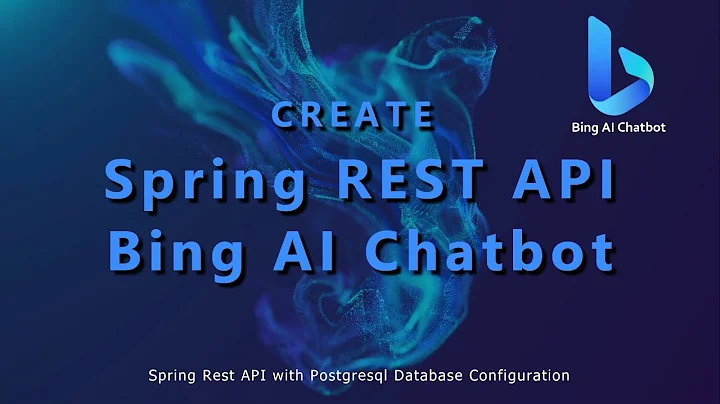 CREATE
Bing AI Chatbot
Spring REST API
Bing AI Chatbot
Spring Rest API with Postgresql Database Configuration